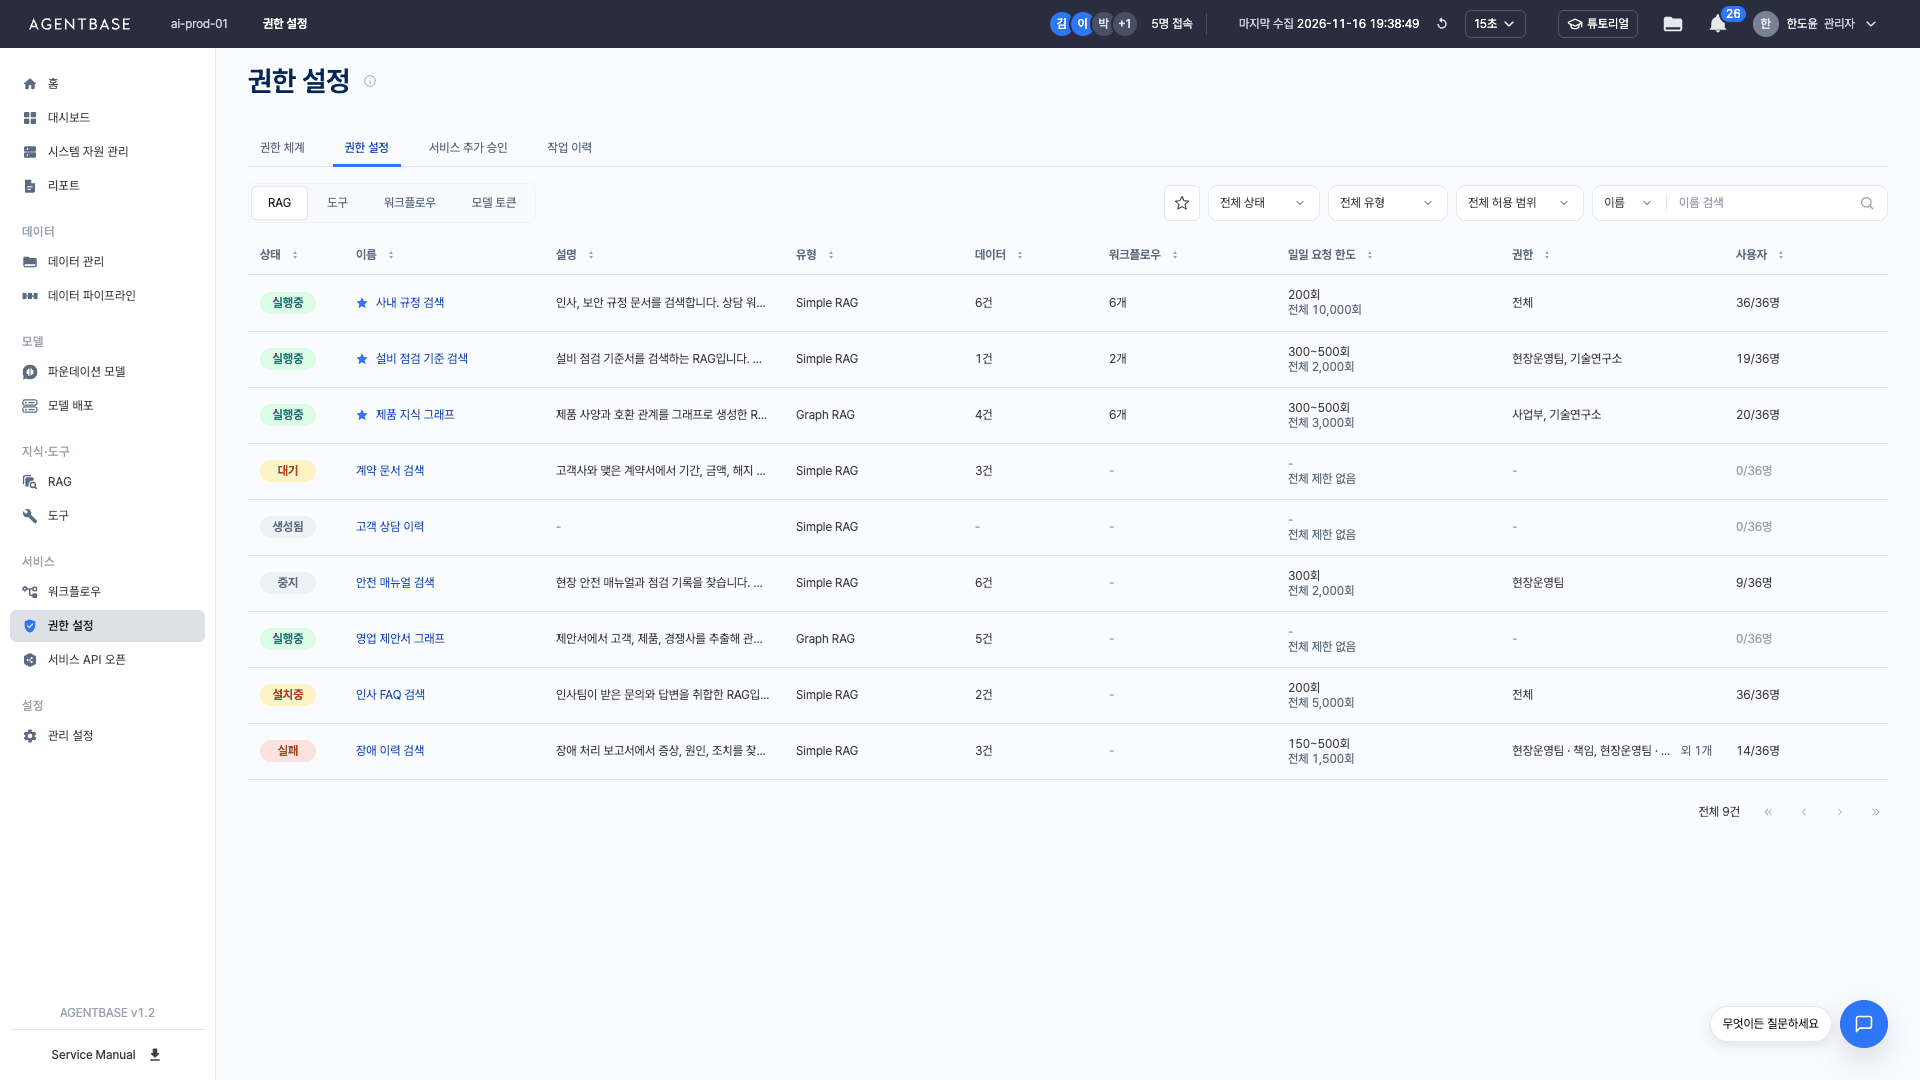 AGENTBASE
ai-prod-01
권한 설정
김 이 박 +1 5명 접속
마지막 수집 2026-11-16 19:38:49
15초
튜토리얼
26
한 한도윤 관리자
홈
대시보드
시스템 자원 관리
리포트
데이터
데이터 관리
데이터 파이프라인
모델
파운데이션 모델
모델 배포
지식·도구
RAG
도구
서비스
워크플로우
권한 설정
서비스 API 오픈
설정
관리 설정
AGENTBASE v1.2
Service Manual
권한 설정
권한 체계 권한 설정 서비스 추가 승인 작업 이력
RAG 도구 워크플로우 모델 토큰
전체 상태 전체 유형 전체 허용 범위 이름 이름 검색
상태 이름 설명 유형 데이터 워크플로우 일일 요청 한도 권한 사용자
실행중 사내 규정 검색 인사, 보안 규정 문서를 검색합니다. 상담 워... Simple RAG 6건 6개 200회 전체 36/36명
전체 10,000회
실행중 설비 점검 기준 검색 설비 점검 기준서를 검색하는 RAG입니다. ... Simple RAG 1건 2개 300~500회 현장운영팀, 기술연구소 19/36명
전체 2,000회
실행중 제품 지식 그래프 제품 사양과 호환 관계를 그래프로 생성한 R... Graph RAG 4건 6개 300~500회 사업부, 기술연구소 20/36명
전체 3,000회
대기 계약 문서 검색 고객사와 맺은 계약서에서 기간, 금액, 해지 ... Simple RAG 3건 - - - 0/36명
전체 제한 없음
생성됨 고객 상담 이력 - Simple RAG - - - - 0/36명
전체 제한 없음
중지 안전 매뉴얼 검색 현장 안전 매뉴얼과 점검 기록을 찾습니다. ... Simple RAG 6건 - 300회 현장운영팀 9/36명
전체 2,000회
실행중 영업 제안서 그래프 제안서에서 고객, 제품, 경쟁사를 추출해 관... Graph RAG 5건 - - - 0/36명
전체 제한 없음
설치중 인사 FAQ 검색 인사팀이 받은 문의와 답변을 취합한 RAG입... Simple RAG 2건 - 200회 전체 36/36명
전체 5,000회
실패 장애 이력 검색 장애 처리 보고서에서 증상, 원인, 조치를 찾... Simple RAG 3건 - 150~500회 현장운영팀 · 책임, 현장운영팀 · ... 외 1개 14/36명
전체 1,500회
전체 9건
무엇이든 질문하세요